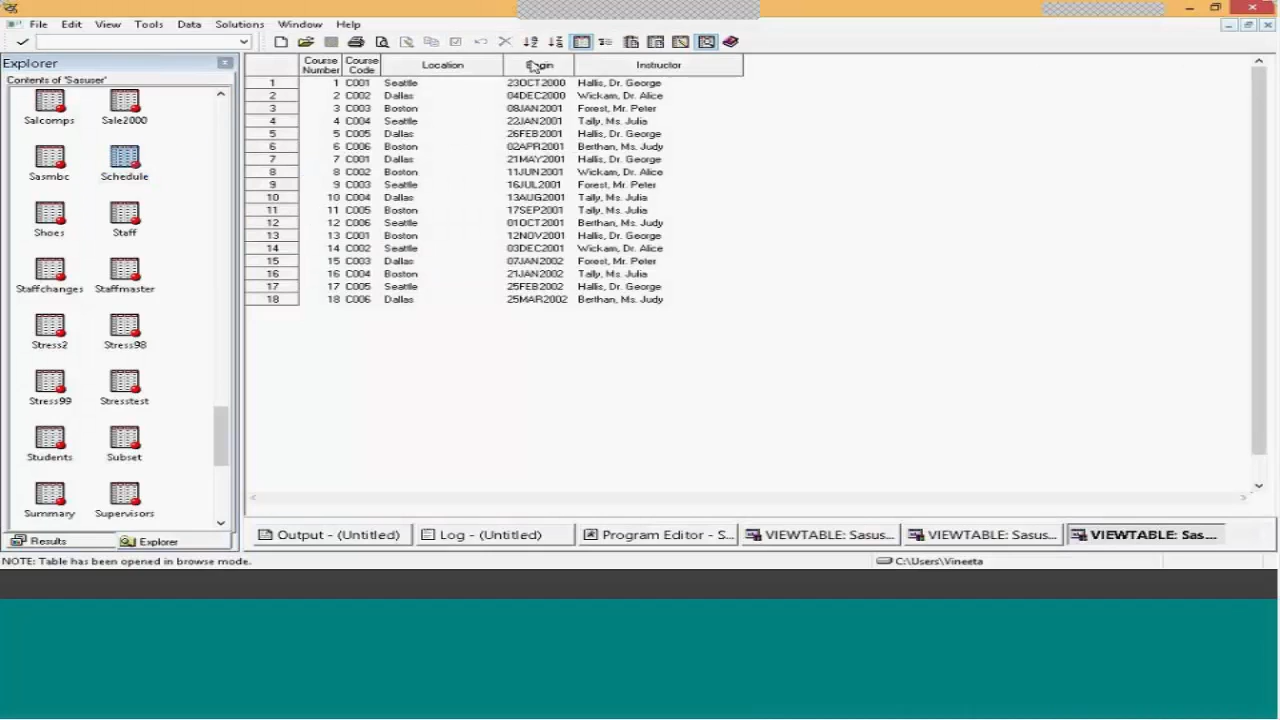 File Edit View Tools Data Solutions Window Help
Explorer
Contents of 'Sasuser'
Salcomps Sale2000
Sasmbc Schedule
Shoes Staff
Staffchanges Staffmaster
Stress2 Stress98
Stress99 Stresstest
Students Subset
Summary Supervisors
Results Explorer
Course Number Course Code Location Begin Instructor
1 1 C001 Seattle 23OCT2000 Hallis, Dr. George
2 2 C002 Dallas 04DEC2000 Wickam, Dr. Alice
3 3 C003 Boston 08JAN2001 Forest, Mr. Peter
4 4 C004 Seattle 22JAN2001 Tally, Ms. Julia
5 5 C005 Dallas 26FEB2001 Hallis, Dr. George
6 6 C006 Boston 02APR2001 Berthan, Ms. Judy
7 7 C001 Dallas 21MAY2001 Hallis, Dr. George
8 8 C002 Boston 11JUN2001 Wickam, Dr. Alice
9 9 C003 Seattle 16JUL2001 Forest, Mr. Peter
10 10 C004 Dallas 13AUG2001 Tally, Ms. Julia
11 11 C005 Boston 17SEP2001 Tally, Ms. Julia
12 12 C006 Seattle 01OCT2001 Berthan, Ms. Judy
13 13 C001 Boston 12NOV2001 Hallis, Dr. George
14 14 C002 Seattle 03DEC2001 Wickam, Dr. Alice
15 15 C003 Dallas 07JAN2002 Forest, Mr. Peter
16 16 C004 Boston 21JAN2002 Tally, Ms. Julia
17 17 C005 Seattle 25FEB2002 Hallis, Dr. George
18 18 C006 Dallas 25MAR2002 Berthan, Ms. Judy
Output - (Untitled) Log - (Untitled) Program Editor - S... VIEWTABLE: Sasus... VIEWTABLE: Sasus... VIEWTABLE: Sas...
NOTE: Table has been opened in browse mode. C:\Users\Vineeta